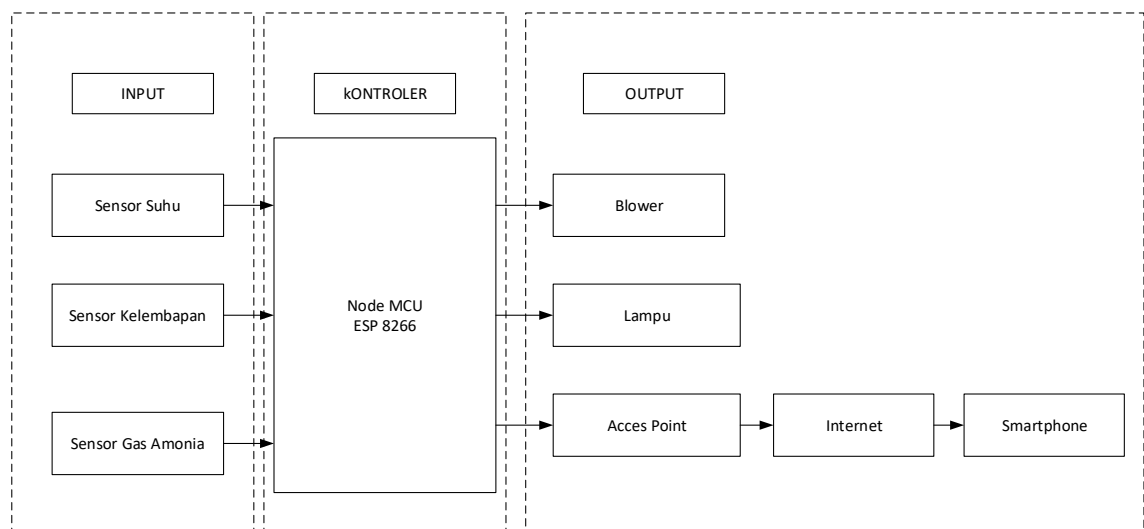 INPUT
kONTROLER
OUTPUT
Sensor Suhu
Blower
Sensor Kelembapan
Node MCU
ESP 8266
Lampu
Sensor Gas Amonia
Acces Point
Internet
Smartphone